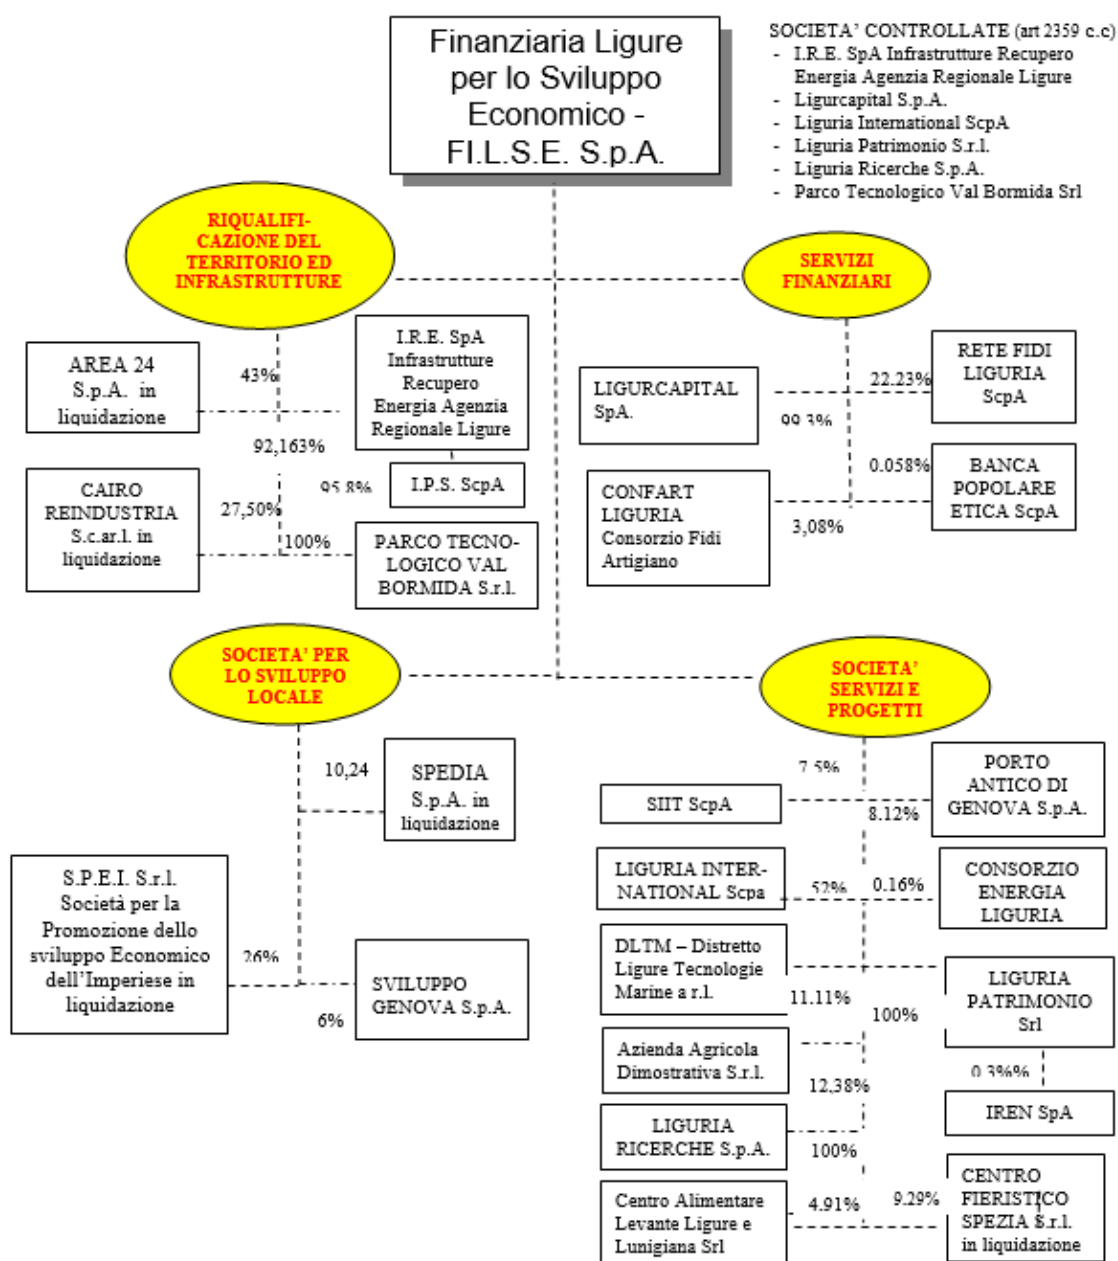 Finanziaria Ligure
per lo Sviluppo
Economico -
FI.L.S.E. S.p.A.
SOCIETA' CONTROLLATE (art 2359 c.c)
- I.R.E. SpA Infrastrutture Recupero
Energia Agenzia Regionale Ligure
- Ligurcapital S.p.A.
- Liguria International ScpA
- Liguria Patrimonio S.r.l.
- Liguria Ricerche S.p.A.
- Parco Tecnologico Val Bormida Srl
RIQUALIFI-
CAZIONE DEL
TERRITORIO ED
INFRASTRUTTURE
SERVIZI
FINANZIARI
AREA 24
S.p.A. in
liquidazione
43%
I.R.E. SpA
Infrastrutture
Recupero
Energia Agenzia
Regionale Ligure
92,163%
95.8%
I.P.S. ScpA
CAIRO
REINDUSTRIA
S.c.ar.l. in
liquidazione
27,50%
100%
PARCO TECNO-
LOGICO VAL
BORMIDA S.r.l.
LIGURCAPITAL
SpA.
99.3%
22.23%
RETE FIDI
LIGURIA
ScpA
CONFART
LIGURIA
Consorzio Fidi
Artigiano
3,08%
0.058%
BANCA
POPOLARE
ETICA ScpA
SOCIETA' PER
LO SVILUPPO
LOCALE
SOCIETA'
SERVIZI E
PROGETTI
10,24
SPEDIA
S.p.A. in
liquidazione
S.P.E.I. S.r.l.
Società per la
Promozione dello
sviluppo Economico
dell'Imperiese in
liquidazione
26%
6%
SVILUPPO
GENOVA S.p.A.
SIIT ScpA
7.5%
8.12%
PORTO
ANTICO DI
GENOVA S.p.A.
LIGURIA INTER-
NATIONAL Scpa
52%
0.16%
CONSORZIO
ENERGIA
LIGURIA
DLTM – Distretto
Ligure Tecnologie
Marine a r.l.
11.11%
100%
LIGURIA
PATRIMONIO
Srl
Azienda Agricola
Dimostrativa S.r.l.
12,38%
0.3%%
IREN SpA
LIGURIA
RICERCHE S.p.A.
100%
Centro Alimentare
Levante Ligure e
Lunigiana Srl
4.91%
9.29%
CENTRO
FIERISTICO
SPEZIA S.r.l.
in liquidazione